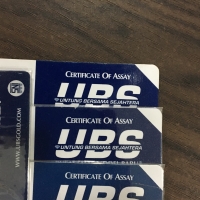 CERTIFICATE OF ASSAY
UBS
UNTUNG BERSAMA SEJAHTERA
CERTIFICATE OF ASSAY
UBS
UNTUNG BERSAMA SEJAHTERA
CERTIFICATE OF ASSAY
UBS
WWW.UBSGOLD.COM